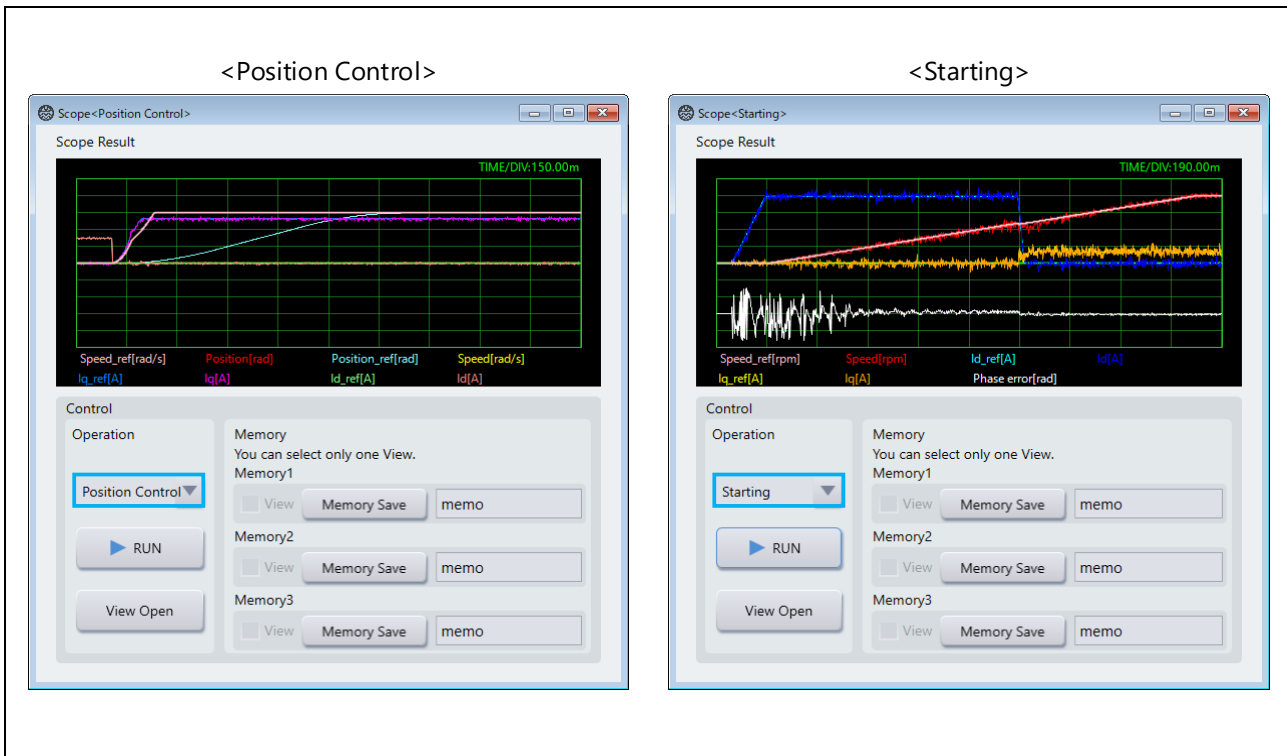 <Position Control>
Scope<Position Control>
Scope Result
TIME/DIV:150.00m
Speed_ref[rad/s] Position[rad] Position_ref[rad] Speed[rad/s]
Iq_ref[A] Iq[A] Id_ref[A] Id[A]
Control
Operation
Position Control
RUN
View Open
Memory
You can select only one View.
Memory1
View Memory Save memo
Memory2
View Memory Save memo
Memory3
View Memory Save memo
<Starting>
Scope<Starting>
Scope Result
TIME/DIV:190.00m
Speed_ref[rpm] Speed[rpm] Id_ref[A] Id[A]
Iq_ref[A] Iq[A] Phase error[rad]
Control
Operation
Starting
RUN
View Open
Memory
You can select only one View.
Memory1
View Memory Save memo
Memory2
View Memory Save memo
Memory3
View Memory Save memo